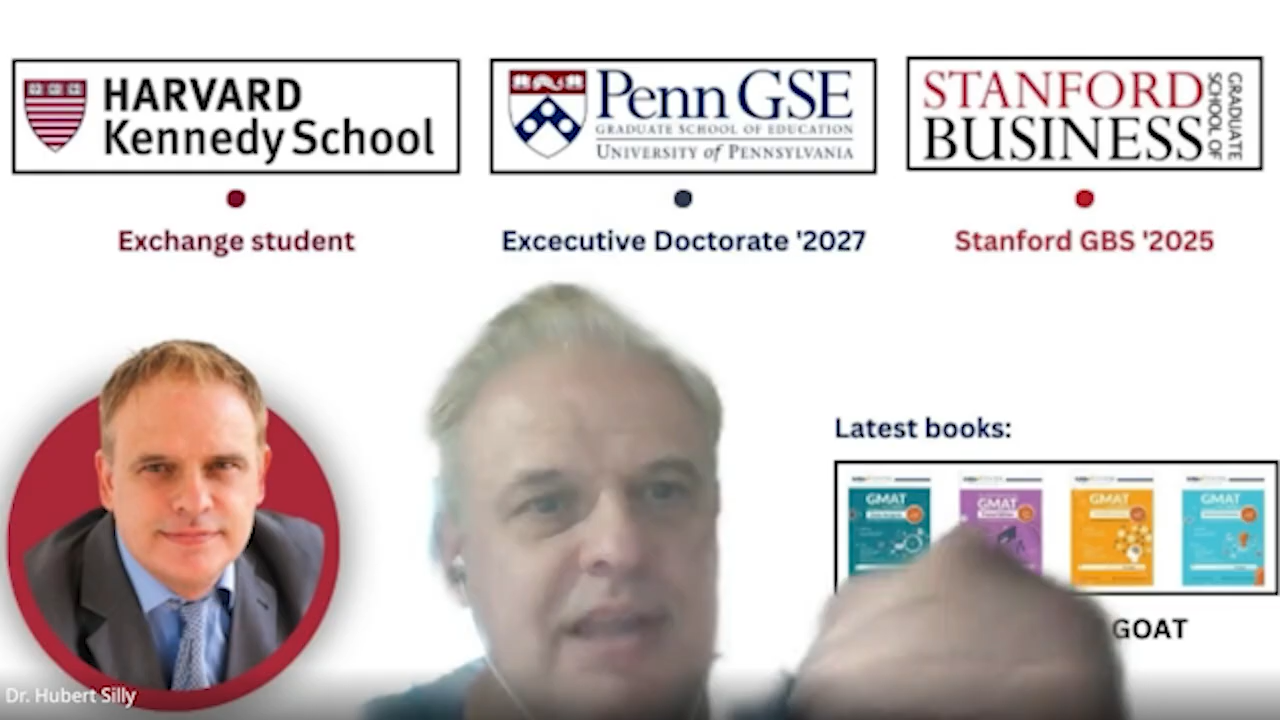 HARVARD
Kennedy School
Penn GSE
GRADUATE SCHOOL OF EDUCATION
UNIVERSITY of PENNSYLVANIA
STANFORD
BUSINESS
GRADUATE
SCHOOL OF
Exchange student
Excecutive Doctorate '2027
Stanford GBS '2025
Latest books:
GMAT
GMAT
GMAT
GMAT
GOAT
Dr. Hubert Silly